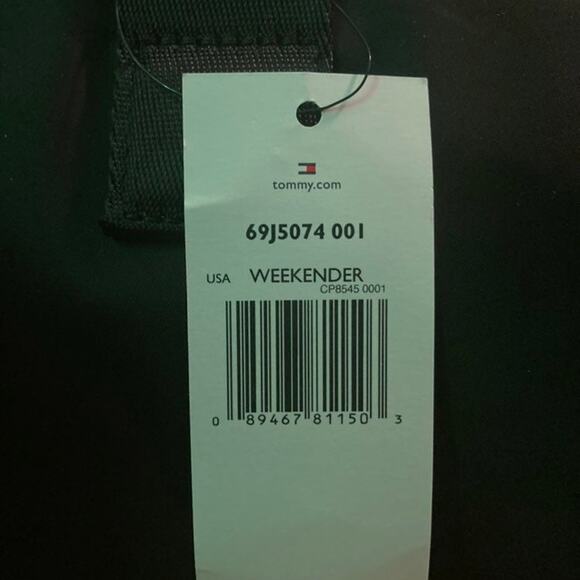 tommy.com
69J5074 001
USA WEEKENDER
CP8545 0001
0 89467 81150 3